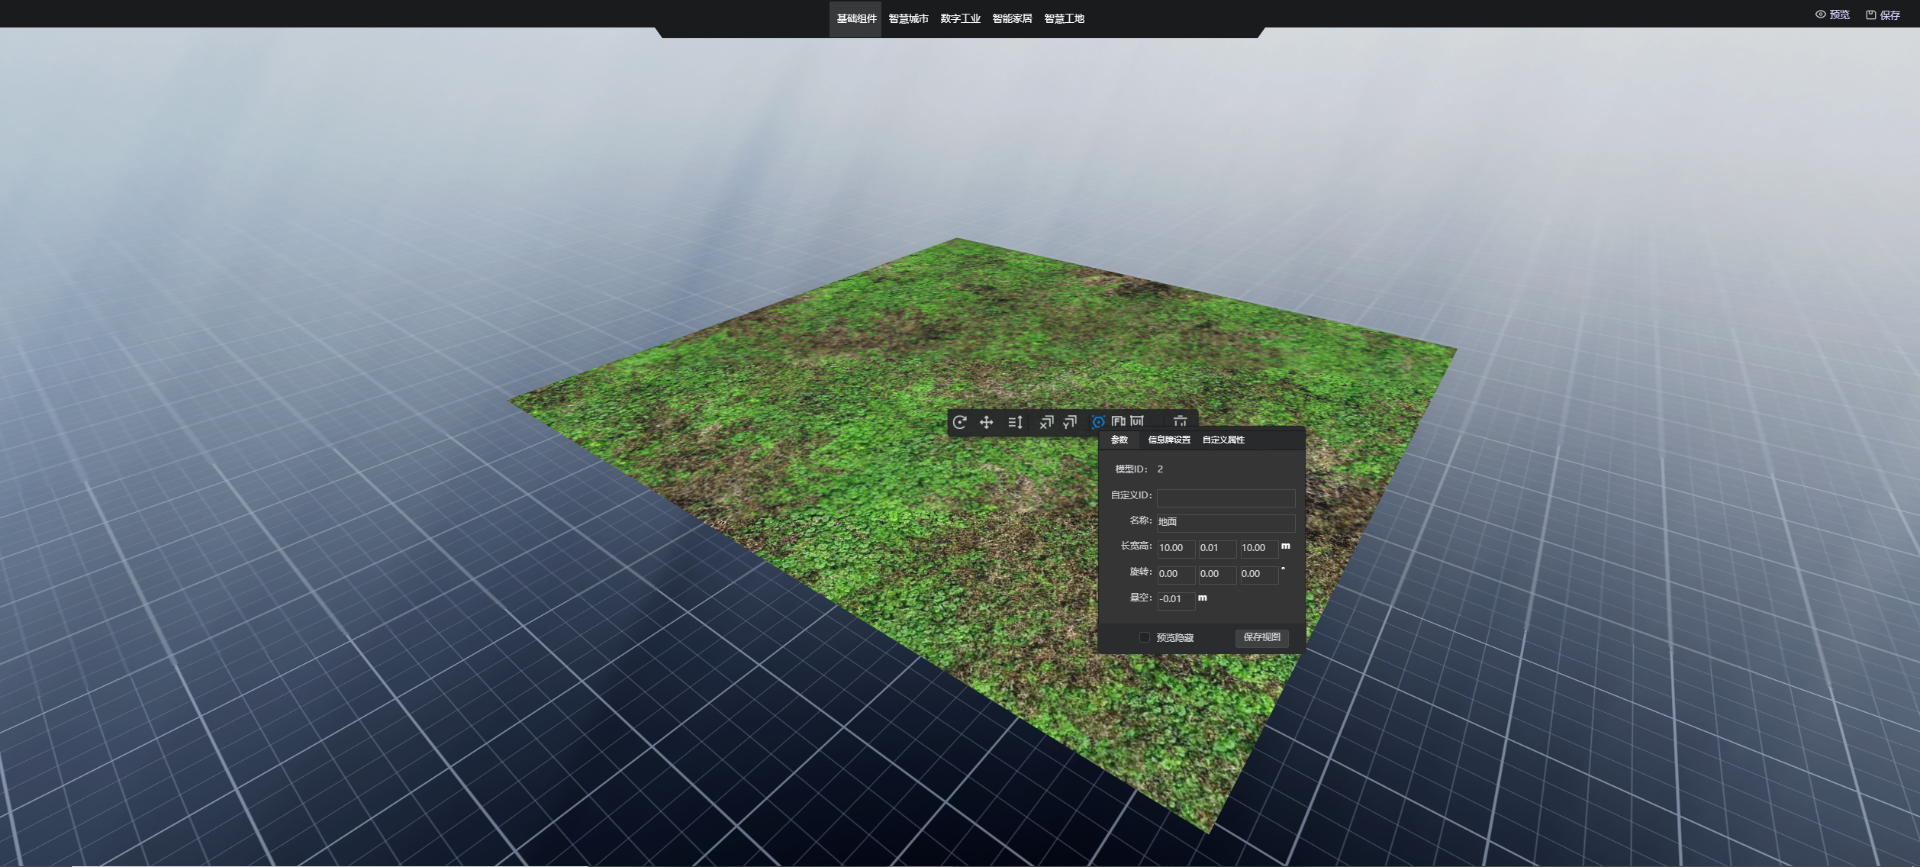 基础组件 智慧城市 数字工业 智能家居 智慧工地
预览 保存
参数 信息牌设置 自定义属性
模型ID: 2
自定义ID:
名称: 地面
长宽高: 10.00 0.01 10.00 m
旋转: 0.00 0.00 0.00 °
悬空: -0.01 m
预览隐藏 保存视图